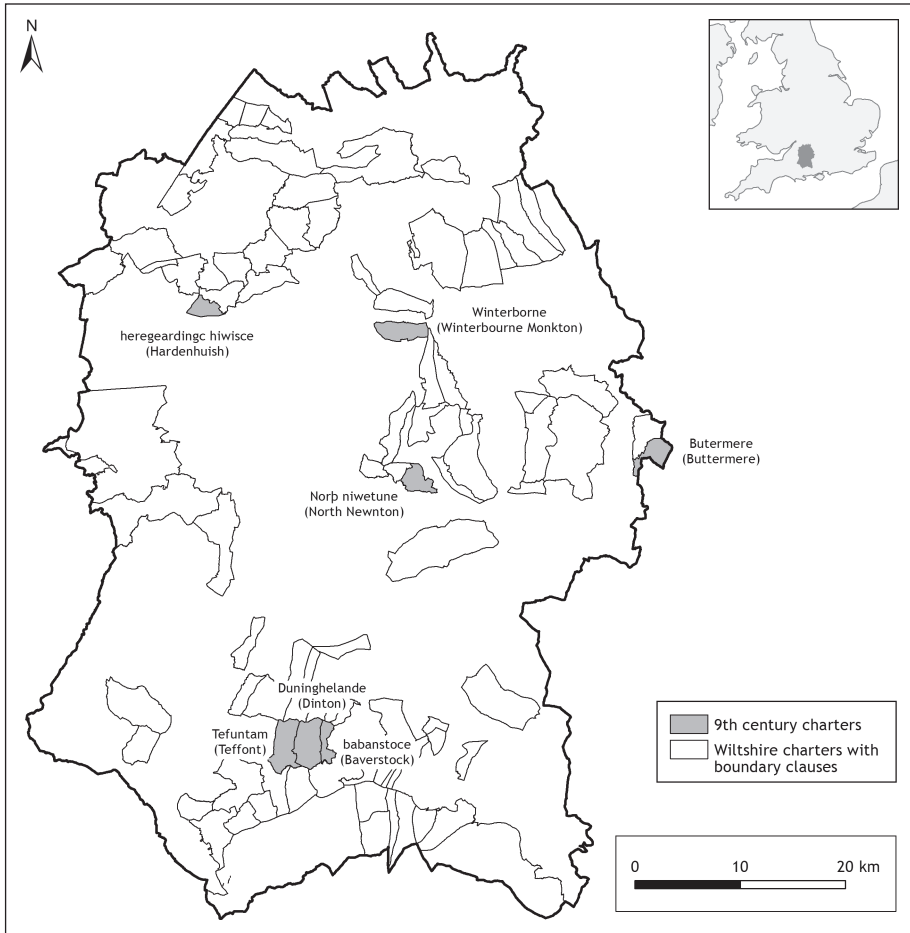 N
Winterborne
(Winterbourne Monkton)
heregeardingc hiwisce
(Hardenhuish)
Butermere
(Buttermere)
Norþ niwetune
(North Newnton)
Duninghelande
(Dinton)
Tefuntam
(Teffont)
babanstoce
(Baverstock)
9th century charters
Wiltshire charters with
boundary clauses
0 10 20 km